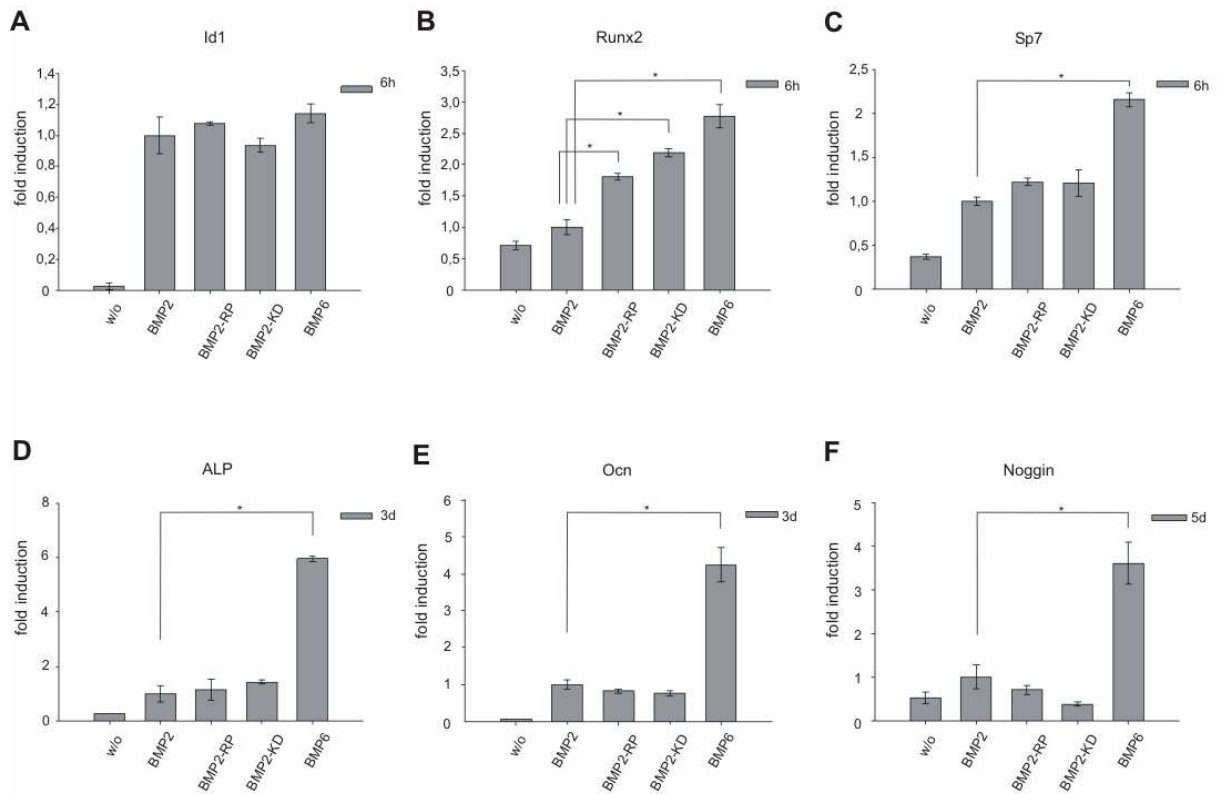 A
Id1
fold induction
1,4
1.2
1.0
0.8
0.6
0,4
0,2
0
w/o
BMP2
BMP2-RP
BMP2-KD
BMP6
6h
B
Runx2
fold induction
3,5
3.0
2.5
2.0
1.5
1,0
0,5
0,0
*
*
*
w/o
BMP2
BMP2-RP
BMP2-KD
BMP6
6h
C
Sp7
fold induction
2,5
2.0
1.5
1,0
0,5
0
*
w/o
BMP2
BMP2-RP
BMP2-KD
BMP6
6h
D
ALP
fold induction
8
6
4
2
0
*
w/o
BMP2
BMP2-RP
BMP2-KD
BMP6
3d
E
Ocn
fold induction
6
5
4
3
2
1
0
*
w/o
BMP2
BMP2-RP
BMP2-KD
BMP6
3d
F
Noggin
fold induction
5
4
3
2
1
0
*
w/o
BMP2
BMP2-RP
BMP2-KD
BMP6
5d